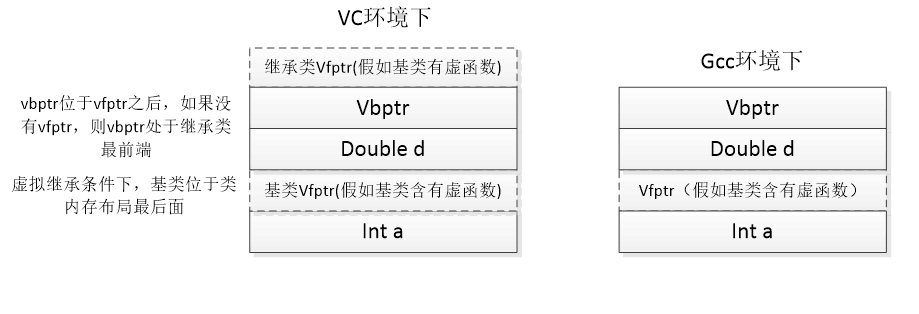 VC环境下
继承类Vfptr(假如基类有虚函数)
vbptr位于vfptr之后，如果没
有vfptr，则vbptr处于继承类
最前端
Vbptr
Double d
虚拟继承条件下，基类位于类
内存布局最后面
基类Vfptr(假如基类含有虚函数)
Int a
Gcc环境下
Vbptr
Double d
Vfptr（假如基类含有虚函数）
Int a